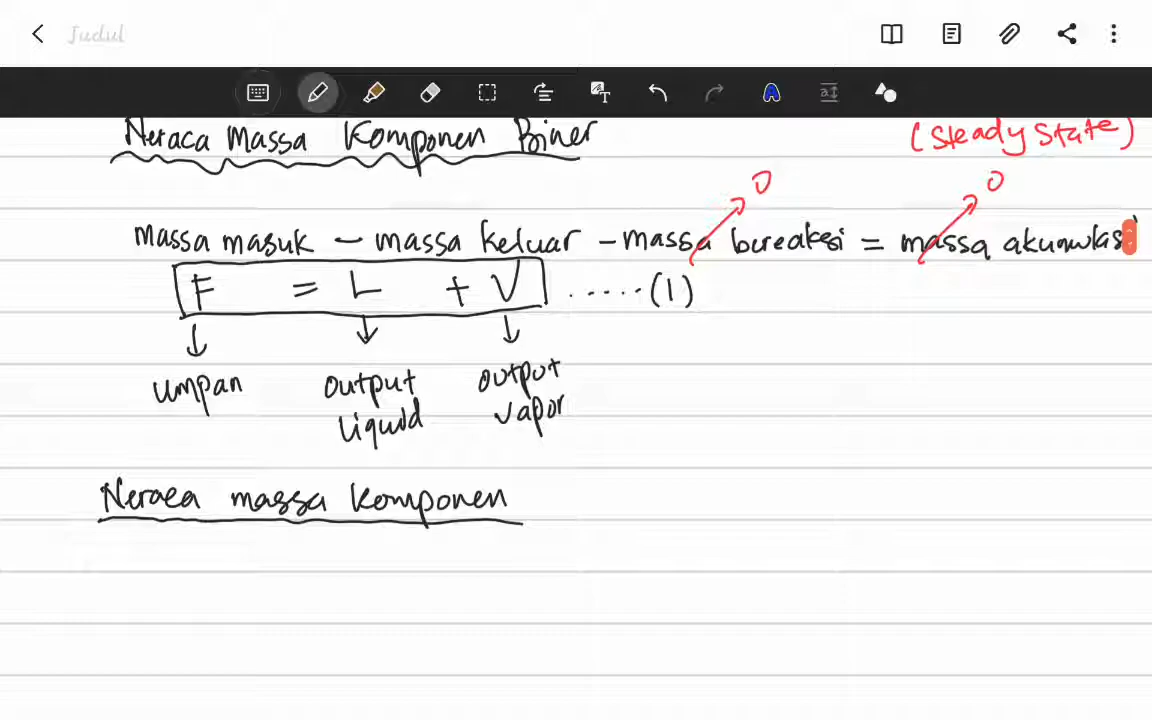 Judul
Neraca Massa Komponen Biner
(Steady State)
0 0
massa masuk - massa keluar - massa bereaksi = massa akumulasi
F = L + V ......(1)
umpan output output
liquid vapor
Neraca massa komponen